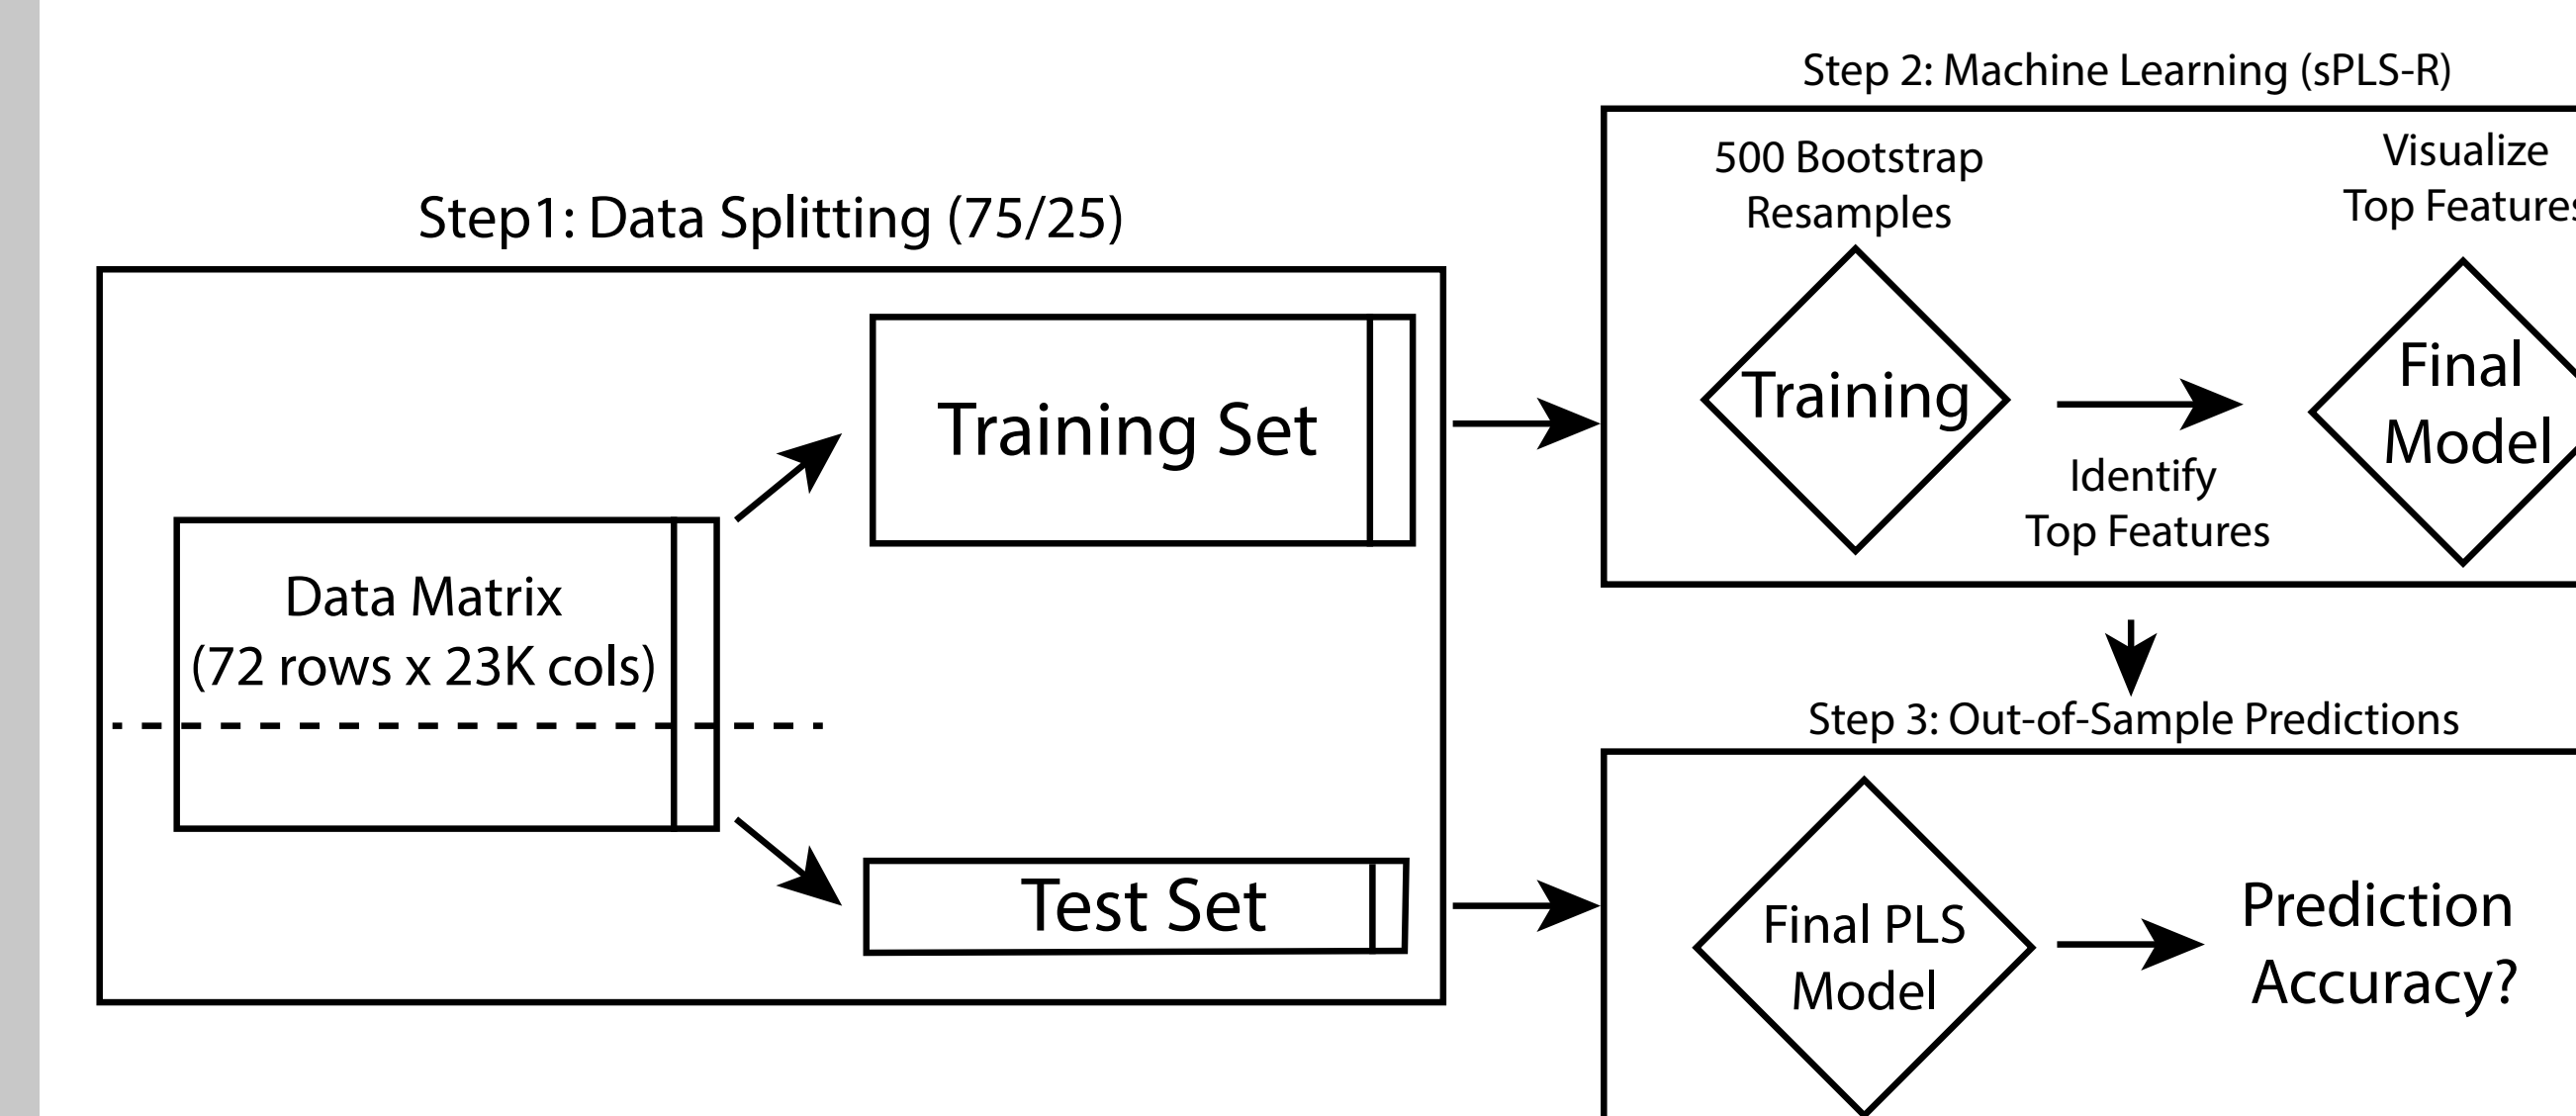 Step1: Data Splitting (75/25)
Data Matrix
(72 rows x 23K cols)
Training Set
Test Set
Step 2: Machine Learning (sPLS-R)
500 Bootstrap
Resamples
Training
Identify
Top Features
Visualize
Top Features
Final
Model
Step 3: Out-of-Sample Predictions
Final PLS
Model
Prediction
Accuracy?